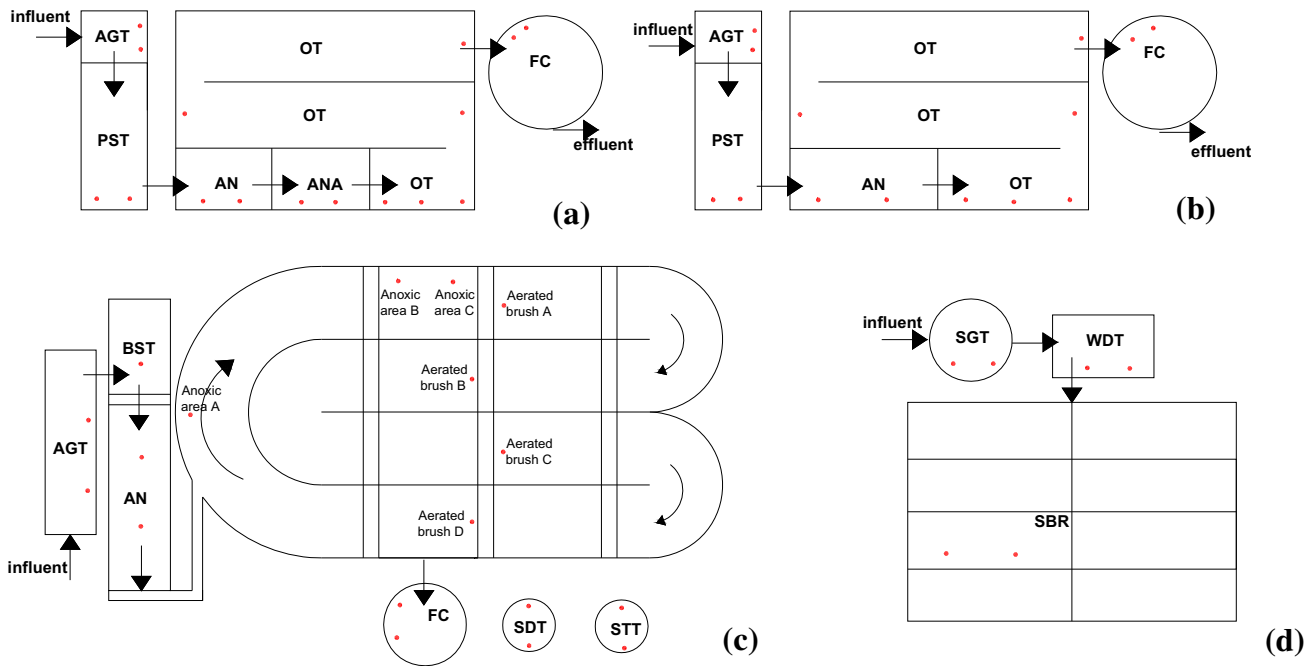 influent
AGT
PST
OT
OT
AN
ANA
OT
FC
effluent
(a)
influent
AGT
PST
OT
OT
AN
OT
FC
effluent
(b)
influent
AGT
BST
AN
Anoxic
area A
Anoxic
area B
Anoxic
area C
Aerated
brush A
Aerated
brush B
Aerated
brush C
Aerated
brush D
FC
SDT
STT
(c)
influent
SGT
WDT
SBR
(d)